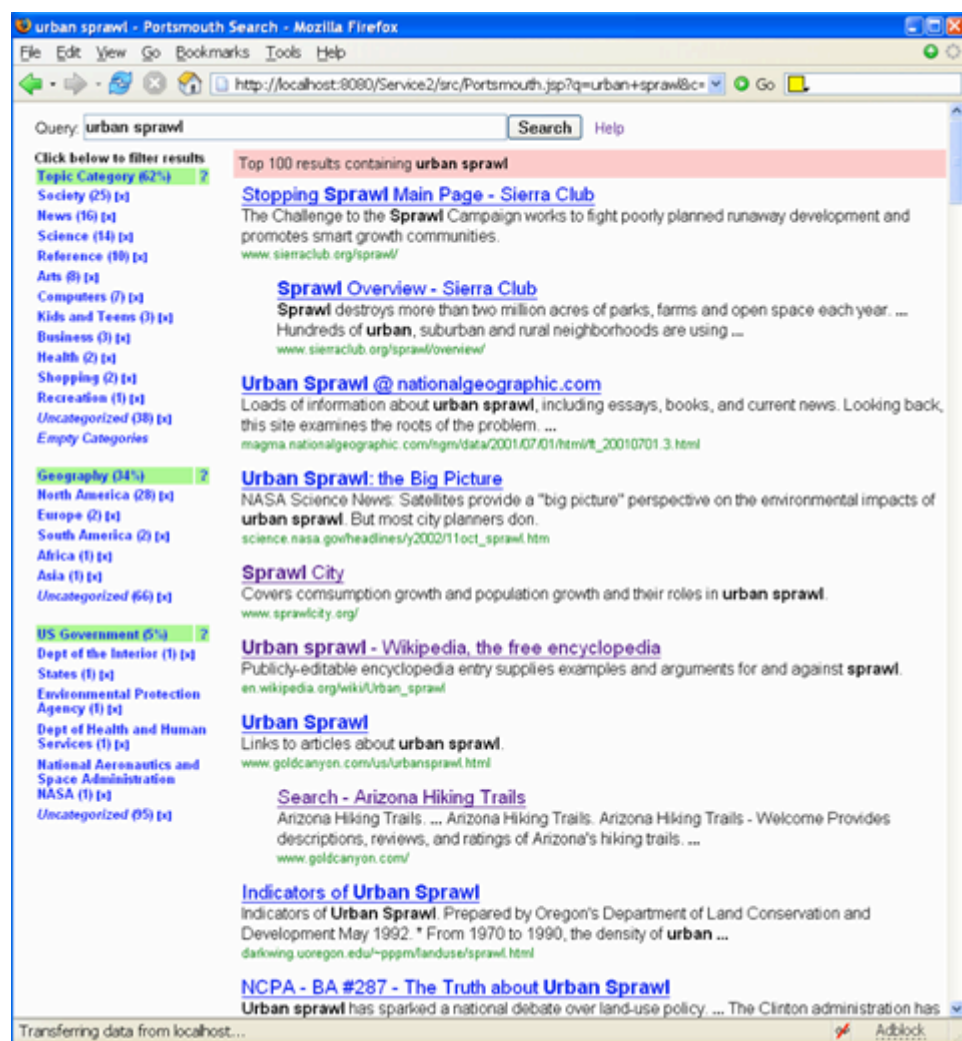 urban sprawl - Portsmouth Search - Mozilla Firefox
File Edit View Go Bookmarks Tools Help
http://localhost:8080/Service2/src/Portsmouth.jsp?q=urban+sprawl&c= Go
Query: urban sprawl Search Help
Click below to filter results
Topic Category (62%) ?
Society (25) [x]
News (16) [x]
Science (14) [x]
Reference (10) [x]
Arts (8) [x]
Computers (7) [x]
Kids and Teens (3) [x]
Business (3) [x]
Health (2) [x]
Shopping (2) [x]
Recreation (1) [x]
Uncategorized (38) [x]
Empty Categories
Geography (34%) ?
North America (28) [x]
Europe (2) [x]
South America (2) [x]
Africa (1) [x]
Asia (1) [x]
Uncategorized (66) [x]
US Government (5%) ?
Dept of the Interior (1) [x]
States (1) [x]
Environmental Protection
Agency (1) [x]
Dept of Health and Human
Services (1) [x]
National Aeronautics and
Space Administration
NASA (1) [x]
Uncategorized (95) [x]
Top 100 results containing urban sprawl
Stopping Sprawl Main Page - Sierra Club
The Challenge to the Sprawl Campaign works to fight poorly planned runaway development and
promotes smart growth communities.
www.sierraclub.org/sprawl/
Sprawl Overview - Sierra Club
Sprawl destroys more than two million acres of parks, farms and open space each year. ...
Hundreds of urban, suburban and rural neighborhoods are using ...
www.sierraclub.org/sprawl/overview/
Urban Sprawl @ nationalgeographic.com
Loads of information about urban sprawl, including essays, books, and current news. Looking back,
this site examines the roots of the problem. ...
magma.nationalgeographic.com/ngm/data/2001/07/01/html/ft_20010701.3.html
Urban Sprawl: the Big Picture
NASA Science News: Satellites provide a "big picture" perspective on the environmental impacts of
urban sprawl. But most city planners don.
science.nasa.gov/headlines/y2002/11oct_sprawl.htm
Sprawl City
Covers comsumption growth and population growth and their roles in urban sprawl.
www.sprawlcity.org/
Urban sprawl - Wikipedia, the free encyclopedia
Publicly-editable encyclopedia entry supplies examples and arguments for and against sprawl.
en.wikipedia.org/wiki/Urban_sprawl
Urban Sprawl
Links to articles about urban sprawl.
www.goldcanyon.com/us/urbansprawl.html
Search - Arizona Hiking Trails
Arizona Hiking Trails. ... Arizona Hiking Trails. Arizona Hiking Trails - Welcome Provides
descriptions, reviews, and ratings of Arizona's hiking trails. ...
www.goldcanyon.com/
Indicators of Urban Sprawl
Indicators of Urban Sprawl. Prepared by Oregon's Department of Land Conservation and
Development May 1992. * From 1970 to 1990, the density of urban ...
darkwing.uoregon.edu/~pppm/landuse/sprawl.html
NCPA - BA #287 - The Truth about Urban Sprawl
Urban sprawl has sparked a national debate over land-use policy. ... The Clinton administration has
Transferring data from localhost... Adblock